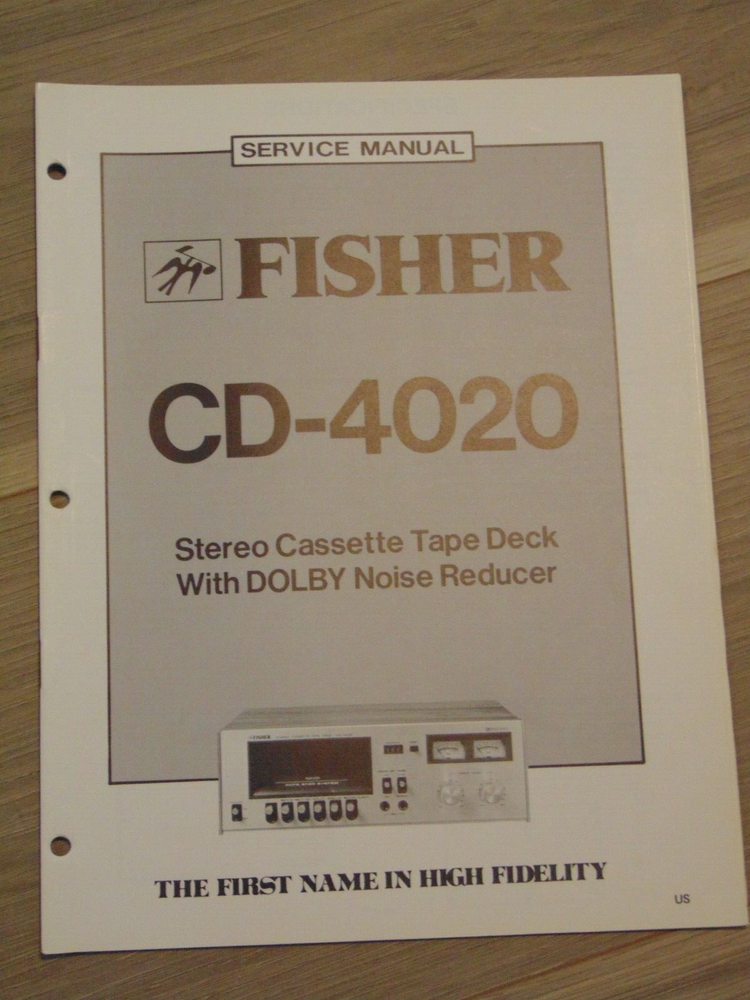 SERVICE MANUAL
FISHER
CD-4020
Stereo Cassette Tape Deck
With DOLBY Noise Reducer
FISHER
THE FIRST NAME IN HIGH FIDELITY
US